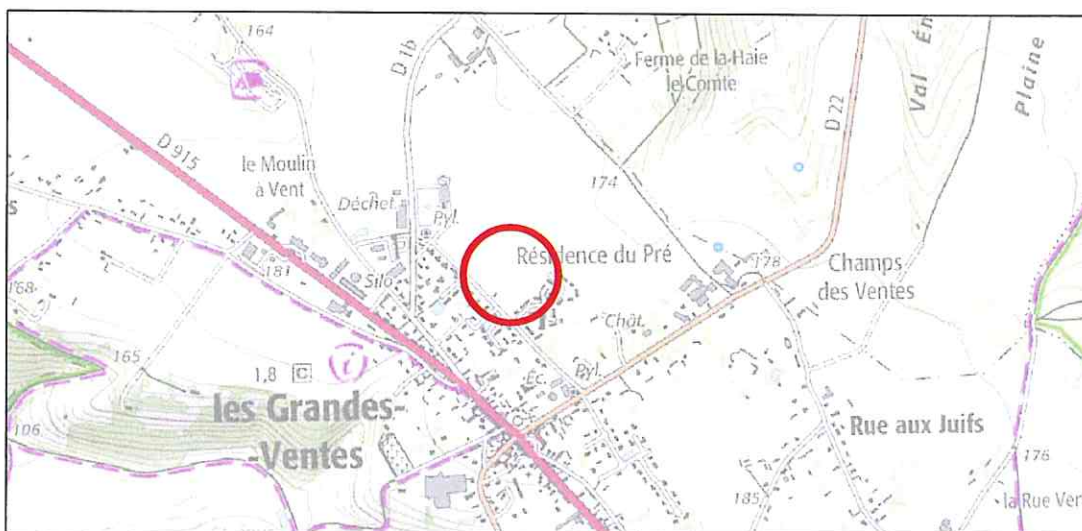 164
D 1b
Ferme de la Haie
le Comte
Val
Plaine
D 22
D 915
le Moulin
à Vent
174
Déchet.
Pyl.
s
Résidence du Pré
178
181
Silo
Champs
des Ventes
168
Chât.
165
1,8 C
i
Éc.
Pyl.
les Grandes-
-Ventes
106
Rue aux Juifs
176
185
la Rue Ver